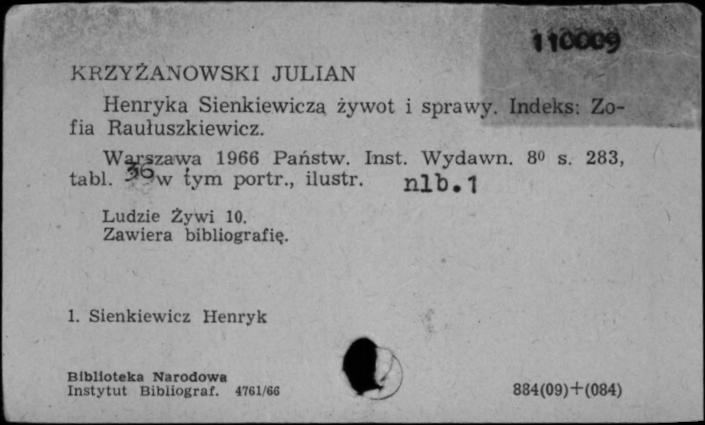 110009
KRZYŻANOWSKI JULIAN
Henryka Sienkiewicza żywot i sprawy. Indeks: Zo-
fia Raułuszkiewicz.
Warszawa 1966 Państw. Inst. Wydawn. 8⁰ s. 283,
tabl. 36 w tym portr., ilustr. nlb.1
Ludzie Żywi 10.
Zawiera bibliografię.
1. Sienkiewicz Henryk
Biblioteka Narodowa
Instytut Bibliograf. 4761/66
884(09)+(084)